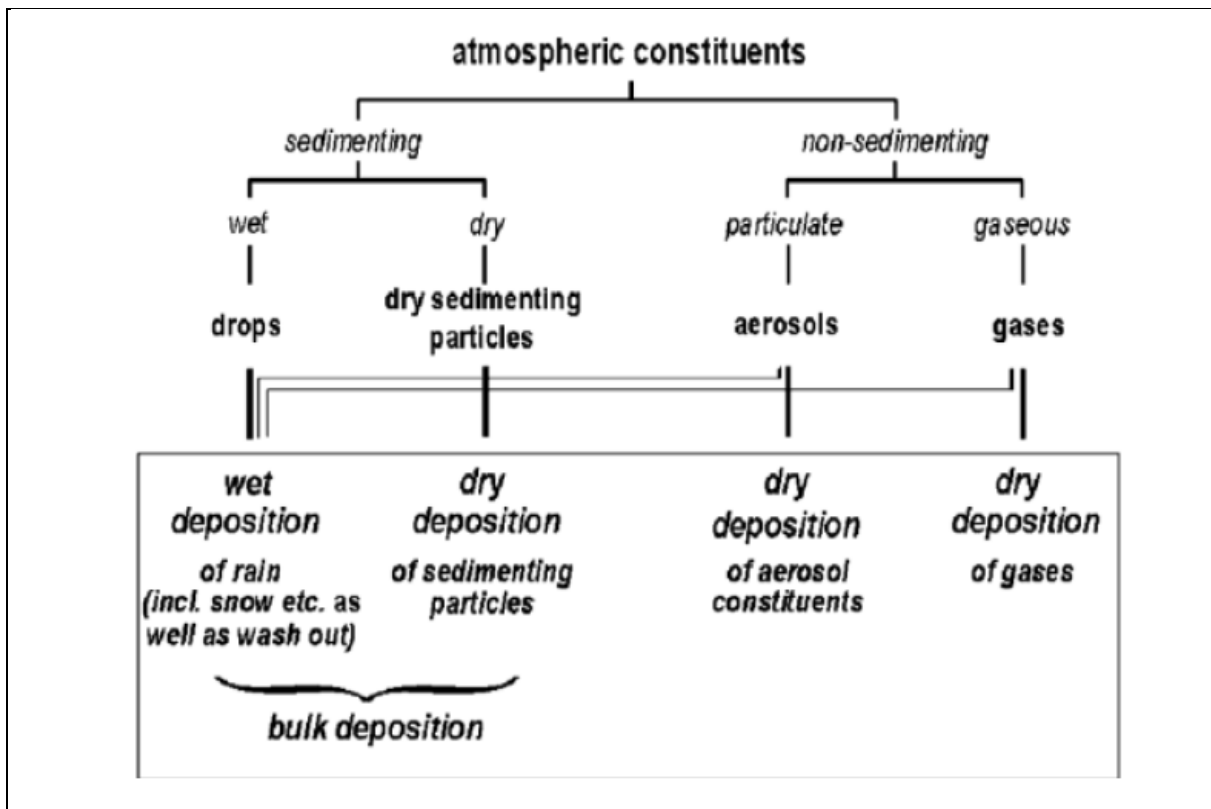 atmospheric constituents
sedimenting
non-sedimenting
wet
dry
particulate
gaseous
drops
dry sedimenting
particles
aerosols
gases
wet
deposition
of rain
(incl. snow etc. as
well as wash out)
dry
deposition
of sedimenting
particles
dry
deposition
of aerosol
constituents
dry
deposition
of gases
bulk deposition